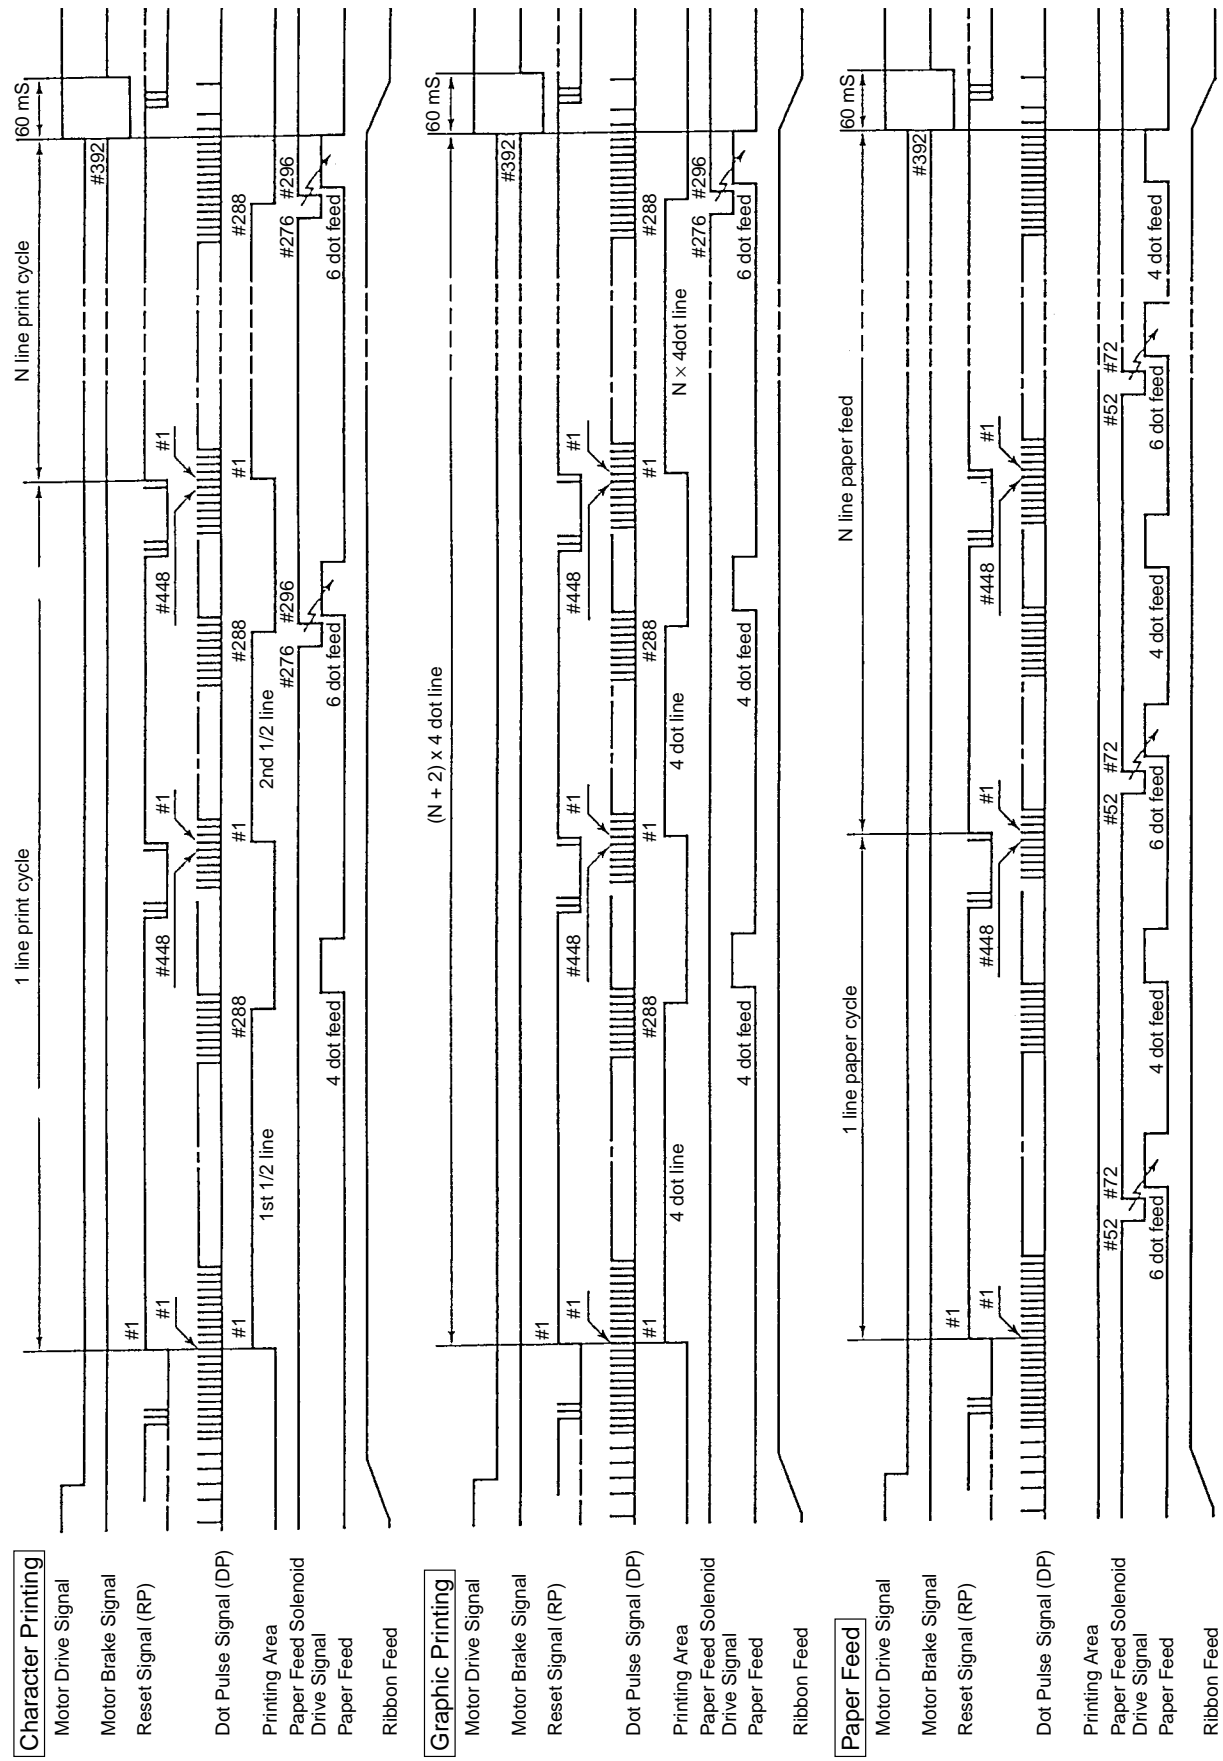 Character Printing
Motor Drive Signal
Motor Brake Signal
Reset Signal (RP)
Dot Pulse Signal (DP)
Printing Area
Paper Feed Solenoid
Drive Signal
Paper Feed
Ribbon Feed
1 line print cycle
N line print cycle
60 mS
#392
#1
#1
#448
#1
#448
#1
#1
#288
#1
#288
#1
#288
1st 1/2 line
2nd 1/2 line
#276
#296
#276
#296
4 dot feed
6 dot feed
6 dot feed
Graphic Printing
Motor Drive Signal
Motor Brake Signal
Reset Signal (RP)
Dot Pulse Signal (DP)
Printing Area
Paper Feed Solenoid
Drive Signal
Paper Feed
Ribbon Feed
(N + 2) x 4 dot line
60 mS
#392
#1
#1
#448
#1
#448
#1
#1
#288
#1
#288
#1
#288
4 dot line
4 dot line
N × 4dot line
#276
#296
4 dot feed
4 dot feed
6 dot feed
Paper Feed
Motor Drive Signal
Motor Brake Signal
Reset Signal (RP)
Dot Pulse Signal (DP)
Printing Area
Paper Feed Solenoid
Drive Signal
Paper Feed
Ribbon Feed
1 line paper cycle
N line paper feed
60 mS
#392
#1
#1
#448
#1
#448
#1
#52
#72
#52
#72
#52
#72
6 dot feed
4 dot feed
6 dot feed
4 dot feed
6 dot feed
4 dot feed